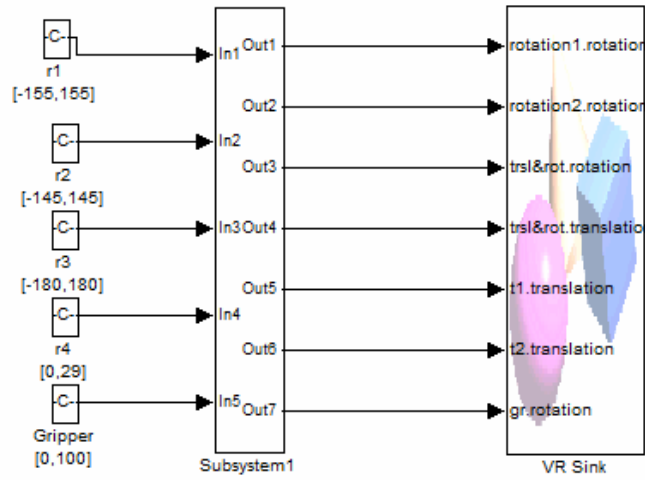 -C-
r1
[-155,155]
-C-
r2
[-145,145]
-C-
r3
[-180,180]
-C-
r4
[0,29]
-C-
Gripper
[0,100]
In1
In2
In3
In4
In5
Out1
Out2
Out3
Out4
Out5
Out6
Out7
Subsystem1
rotation1.rotation
rotation2.rotation
trsl&rot.rotation
trsl&rot.translation
t1.translation
t2.translation
gr.rotation
VR Sink